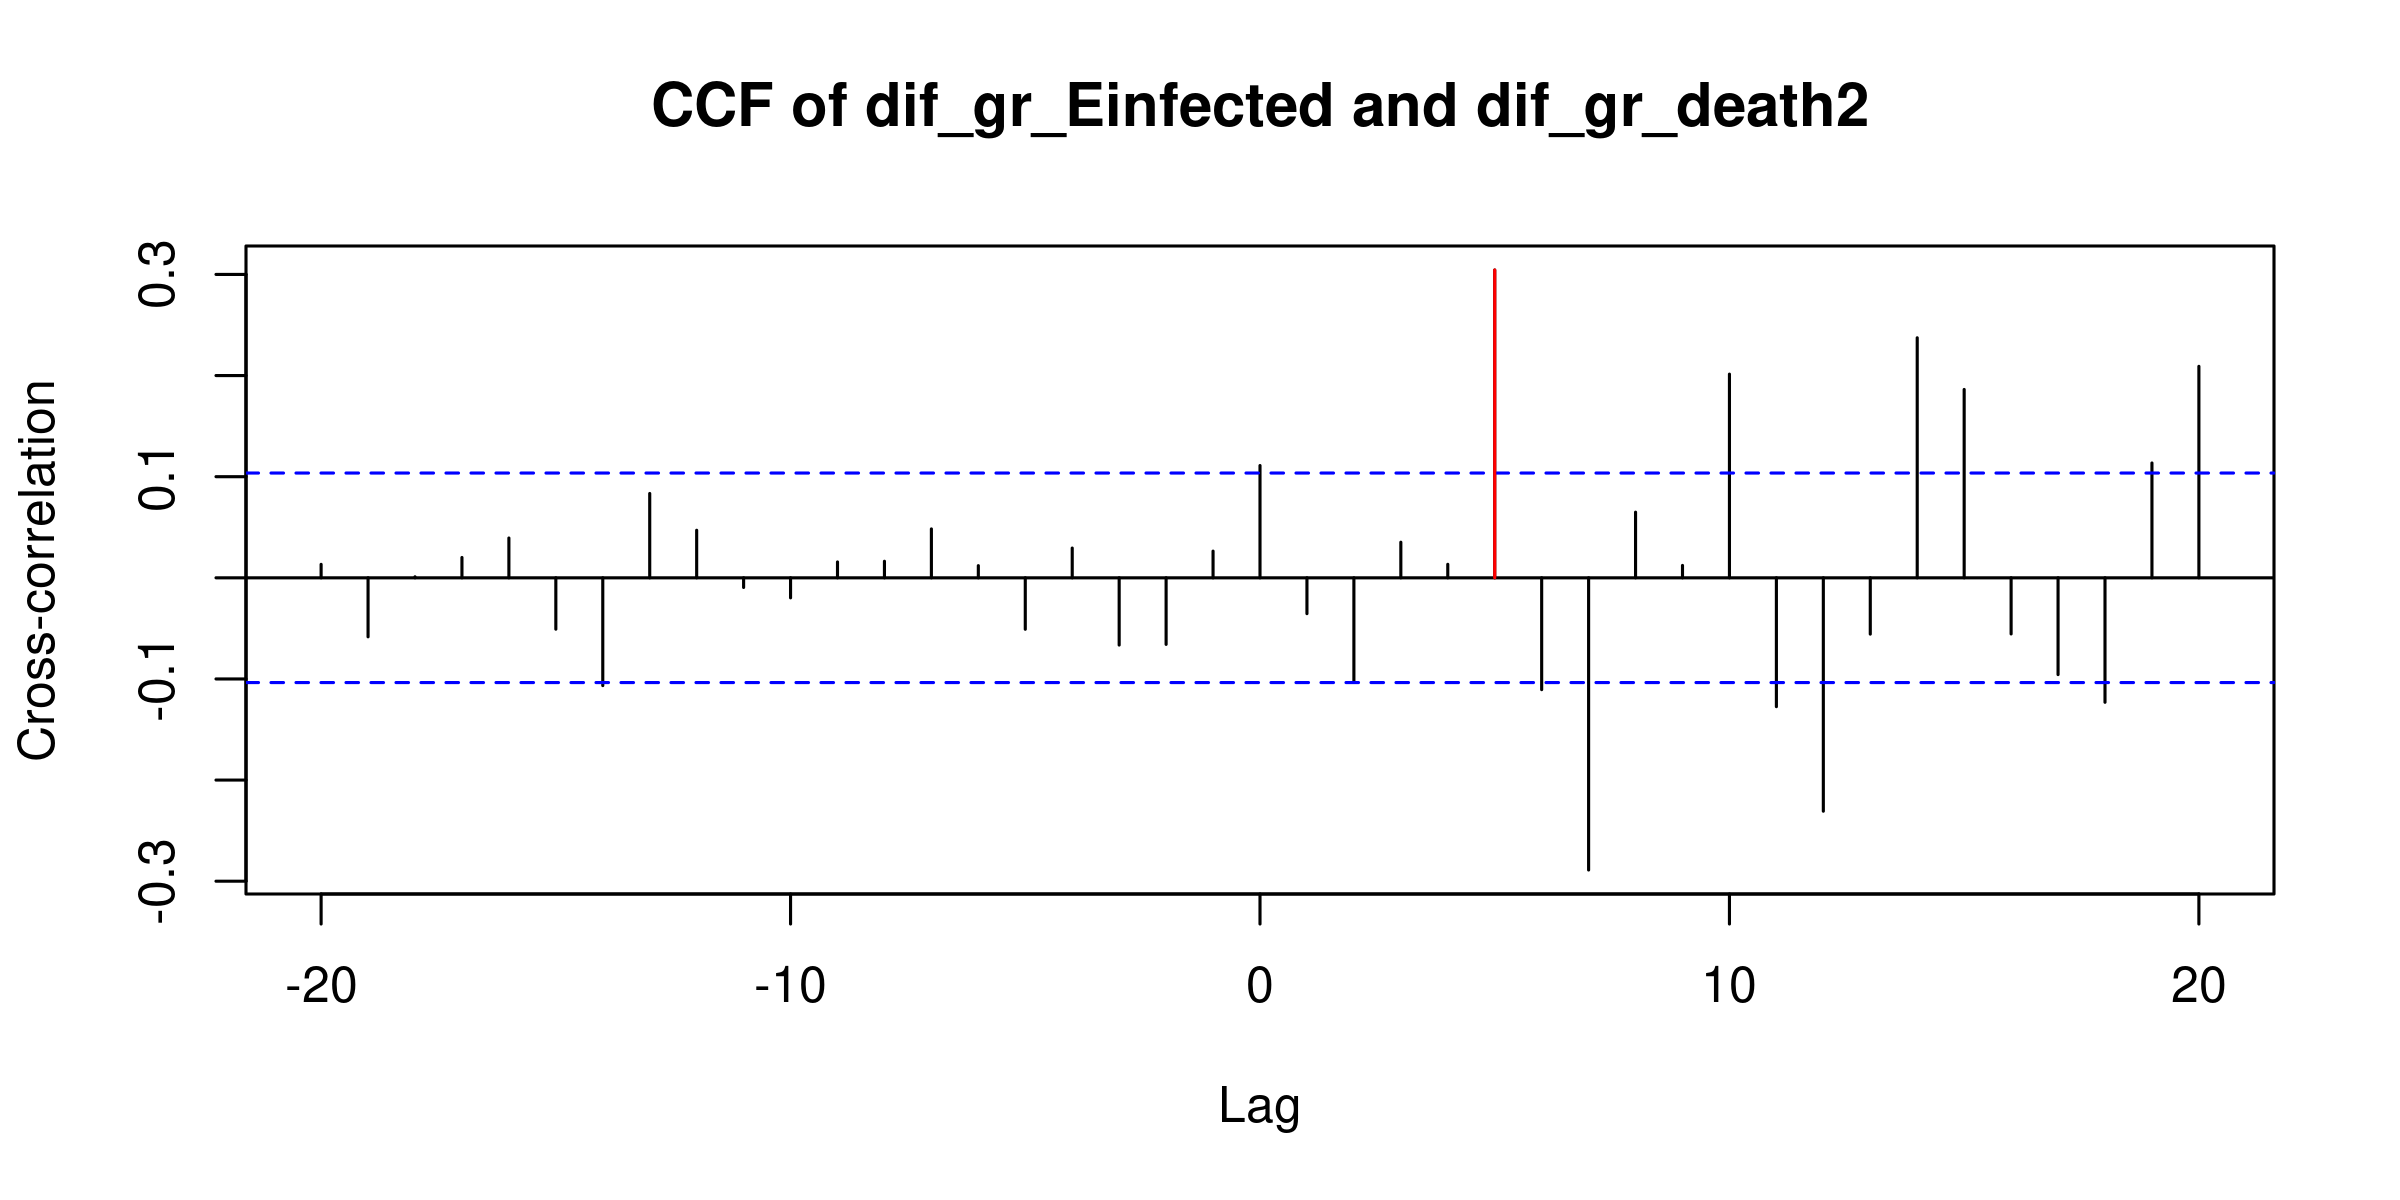 CCF of dif_gr_Einfected and dif_gr_death2
Cross-correlation
0.3
0.1
-0.1
-0.3
-20 -10 0 10 20
Lag